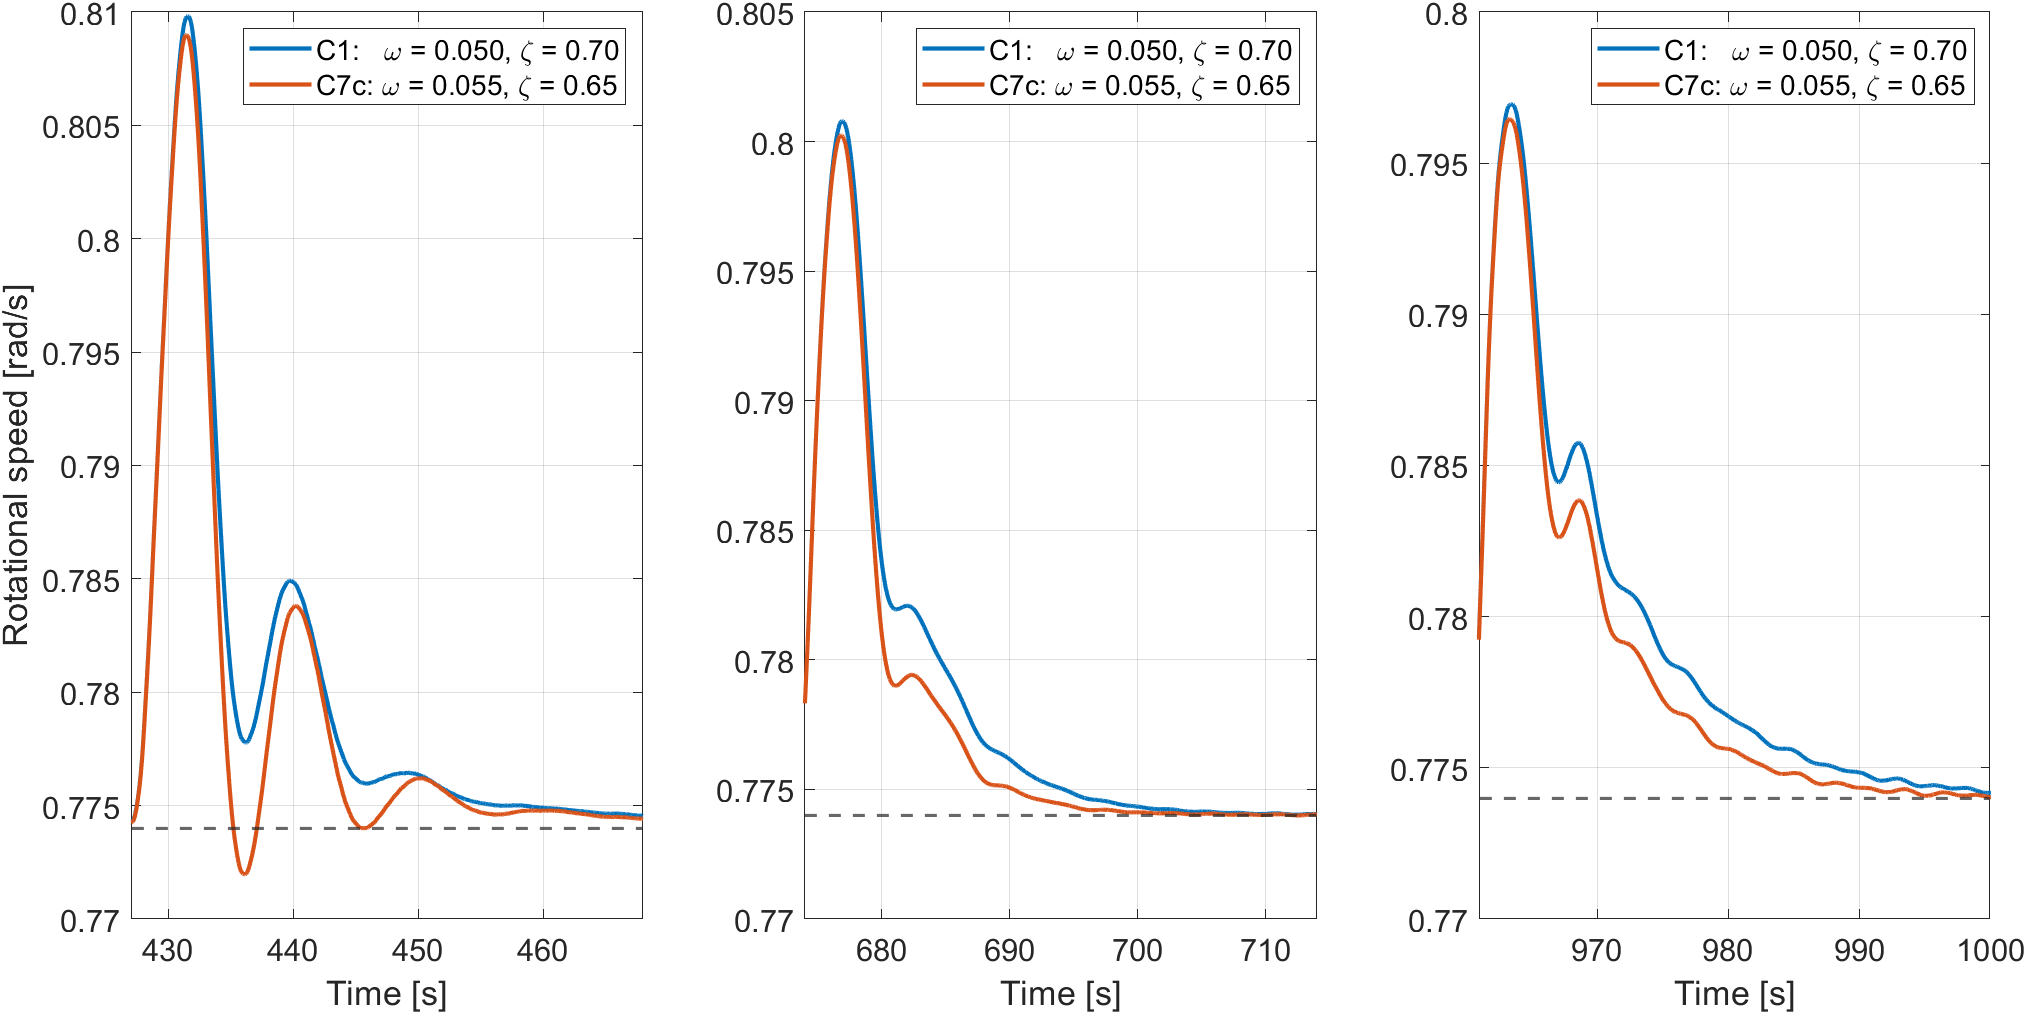 Rotational speed [rad/s]
0.81
0.805
0.8
0.795
0.79
0.785
0.78
0.775
0.77
430 440 450 460
Time [s]
C1: ω = 0.050, ζ = 0.70
C7c: ω = 0.055, ζ = 0.65
0.805
0.8
0.795
0.79
0.785
0.78
0.775
0.77
680 690 700 710
Time [s]
C1: ω = 0.050, ζ = 0.70
C7c: ω = 0.055, ζ = 0.65
0.8
0.795
0.79
0.785
0.78
0.775
0.77
970 980 990 1000
Time [s]
C1: ω = 0.050, ζ = 0.70
C7c: ω = 0.055, ζ = 0.65